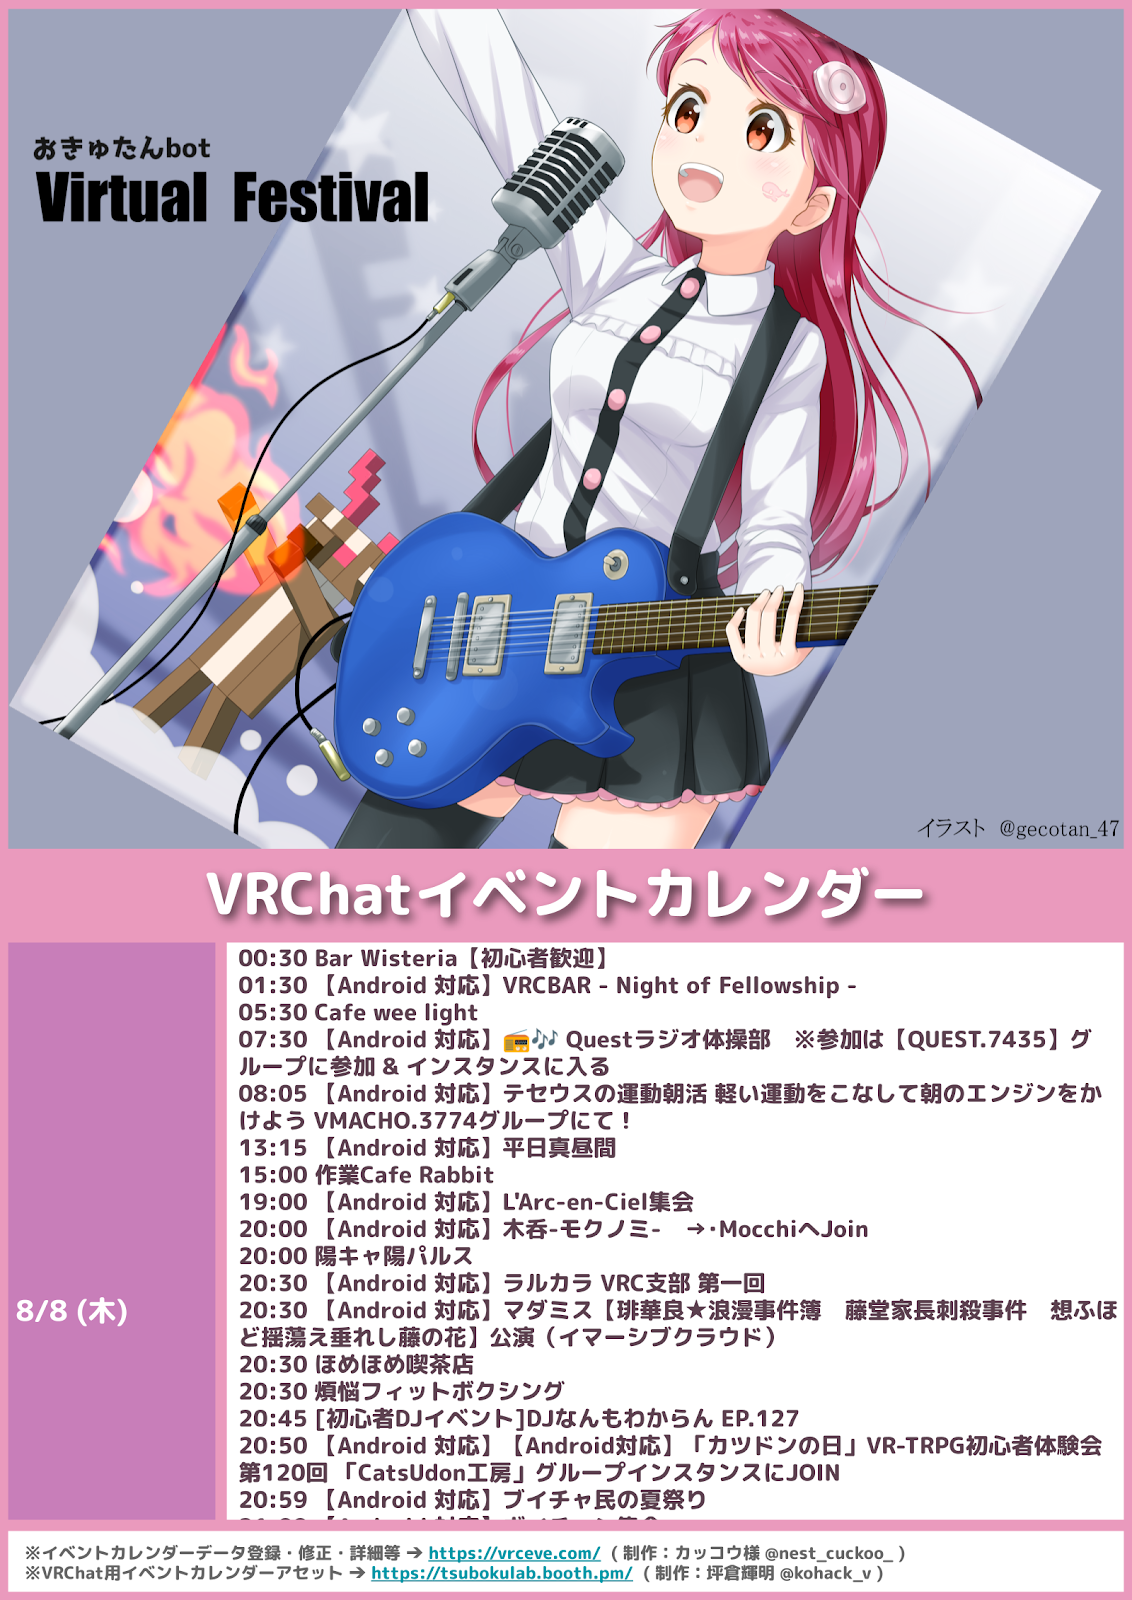 おきゅたんbot
Virtual Festival
イラスト @gecotan_47
VRChatイベントカレンダー
8/8 (木)
00:30 Bar Wisteria【初心者歓迎】
01:30 【Android 対応】VRCBAR - Night of Fellowship -
05:30 Cafe wee light
07:30 【Android 対応】📻🎶 Questラジオ体操部　※参加は【QUEST.7435】グ
ループに参加 & インスタンスに入る
08:05 【Android 対応】テセウスの運動朝活 軽い運動をこなして朝のエンジンをか
けよう VMACHO.3774グループにて！
13:15 【Android 対応】平日真昼間
15:00 作業Cafe Rabbit
19:00 【Android 対応】L'Arc-en-Ciel集会
20:00 【Android 対応】木呑-モクノミ-　→･MocchiへJoin
20:00 陽キャ陽パルス
20:30 【Android 対応】ラルカラ VRC支部 第一回
20:30 【Android 対応】マダミス【琲華良★浪漫事件簿　藤堂家長刺殺事件　想ふほ
ど揺蕩え垂れし藤の花】公演（イマーシブクラウド）
20:30 ほめほめ喫茶店
20:30 煩悩フィットボクシング
20:45 [初心者DJイベント]DJなんもわからん EP.127
20:50 【Android 対応】【Android対応】「カツドンの日」VR-TRPG初心者体験会
第120回 「CatsUdon工房」グループインスタンスにJOIN
20:59 【Android 対応】ブイチャ民の夏祭り
※イベントカレンダーデータ登録・修正・詳細等 → https://vrceve.com/ ( 制作：カッコウ様 @nest_cuckoo_ )
※VRChat用イベントカレンダーアセット → https://tsubokulab.booth.pm/ ( 制作：坪倉輝明 @kohack_v )